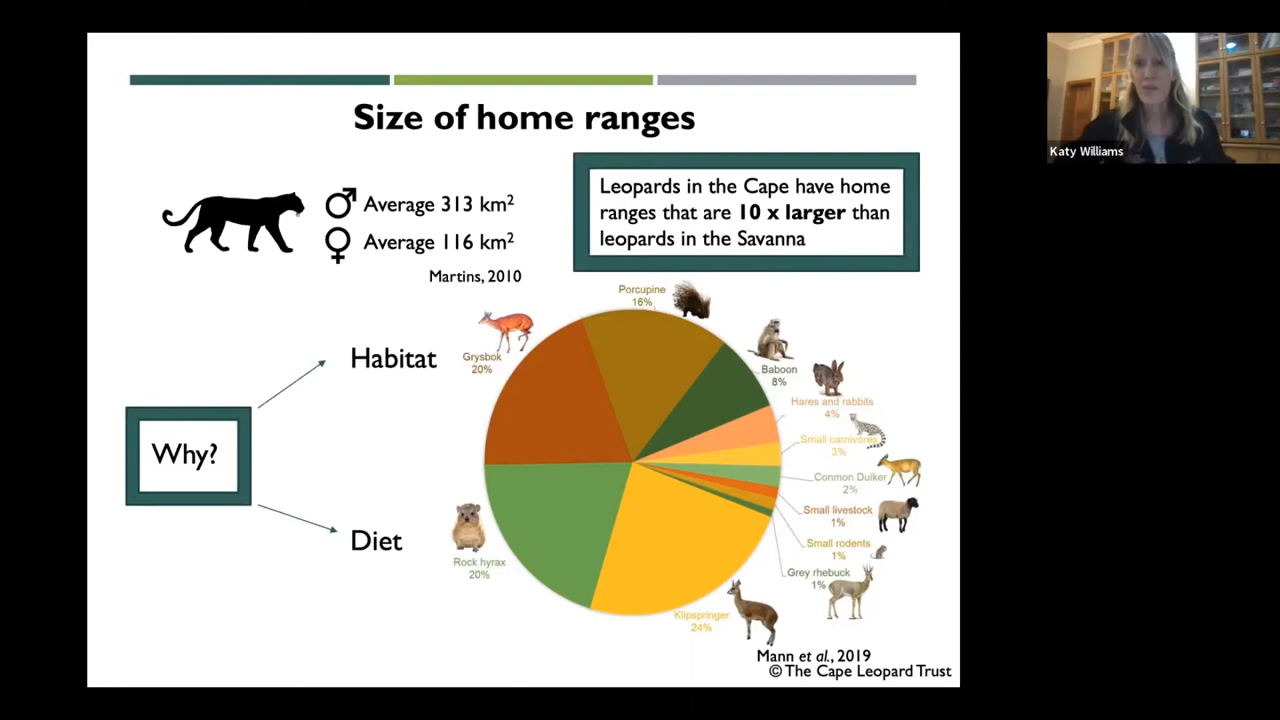 Size of home ranges
♂ Average 313 km²
♀ Average 116 km²
Martins, 2010
Leopards in the Cape have home
ranges that are 10 x larger than
leopards in the Savanna
Why?
Habitat
Diet
Porcupine
16%
Baboon
8%
Hares and rabbits
4%
Small carnivores
3%
Conmon Duiker
2%
Small livestock
1%
Small rodents
1%
Grey rhebuck
1%
Klipspringer
24%
Rock hyrax
20%
Grysbok
20%
Mann et al., 2019
© The Cape Leopard Trust
Katy Williams